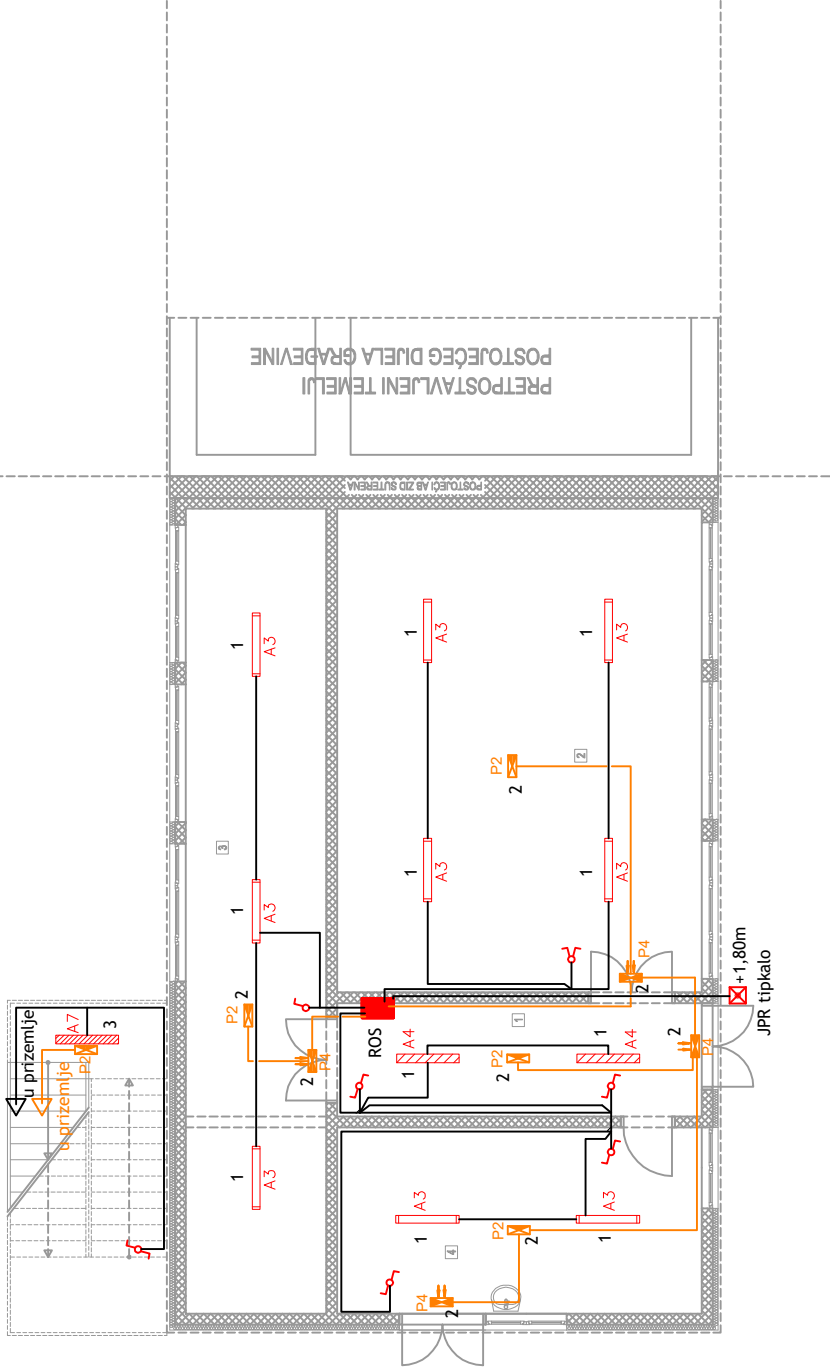 PRETPOSTAVLJENI TEMELJI
POSTOJEĆEG DIJELA GRAĐEVINE
POSTOJEĆI AB ZID SUTERENA
1
A3
1
A3
1
A3
3
1
A3
1
A3
1
A3
1
A3
P2
2
2
P2
2
P4
2
P4
2
ROS
1
A4
1
A4
1
P2
2
2
P4
+1,80m
JPR tipkalo
u prizemlje
u prizemlje
A7
3
P2
1
A3
1
A3
1
A3
P2
2
4
P4
2